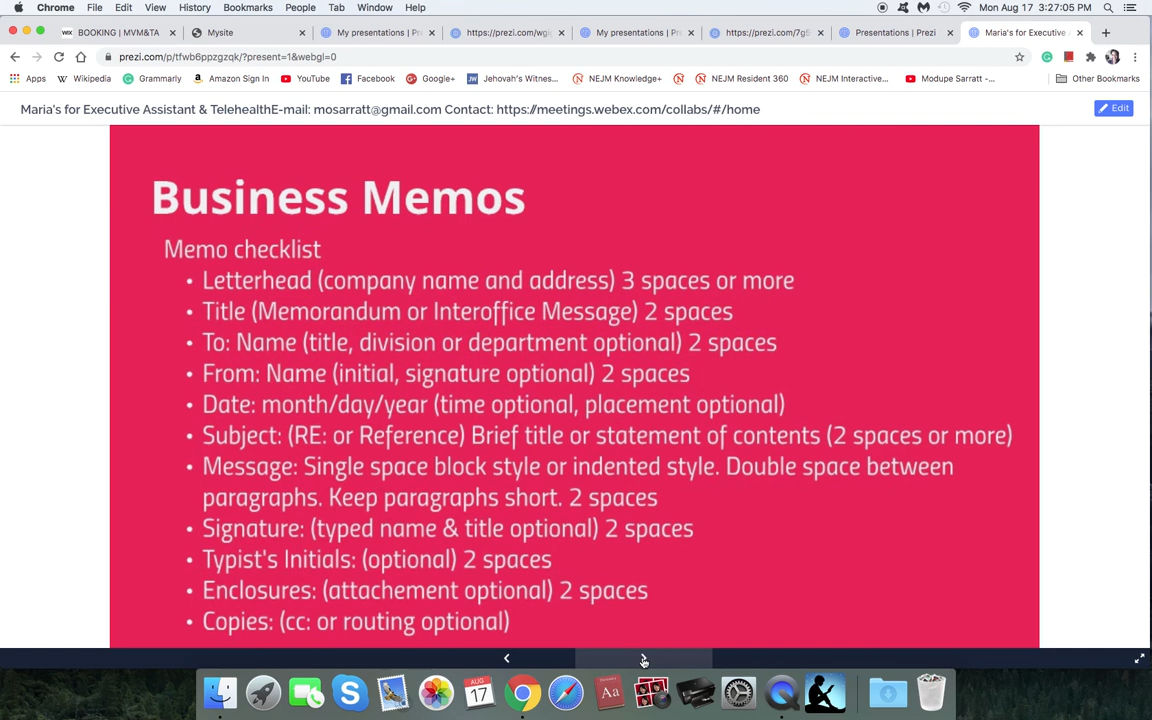 Chrome File Edit View History Bookmarks People Tab Window Help
Mon Aug 17 3:27:05 PM
BOOKING | MVM&TA
Mysite
My presentations | Pr
https://prezi.com/wgi
My presentations | Pr
https://prezi.com/7g5
Presentations | Prezi
Maria's for Executive A
prezi.com/tfwb6ppzgzqk/?present=1&webgl=0
Apps Wikipedia Grammarly Amazon Sign In YouTube Facebook Google+ Jehovah's Witnes... NEJM Knowledge+ NEJM Resident 360 NEJM Interactive... Modupe Sarratt -... Other Bookmarks
Maria's for Executive Assistant & TelehealthE-mail: mosarratt@gmail.com Contact: https://meetings.webex.com/collabs/#/home
Edit
Business Memos
Memo checklist
• Letterhead (company name and address) 3 spaces or more
• Title (Memorandum or Interoffice Message) 2 spaces
• To: Name (title, division or department optional) 2 spaces
• From: Name (initial, signature optional) 2 spaces
• Date: month/day/year (time optional, placement optional)
• Subject: (RE: or Reference) Brief title or statement of contents (2 spaces or more)
• Message: Single space block style or indented style. Double space between
paragraphs. Keep paragraphs short. 2 spaces
• Signature: (typed name & title optional) 2 spaces
• Typist's Initials: (optional) 2 spaces
• Enclosures: (attachement optional) 2 spaces
• Copies: (cc: or routing optional)
AUG
17
Aa